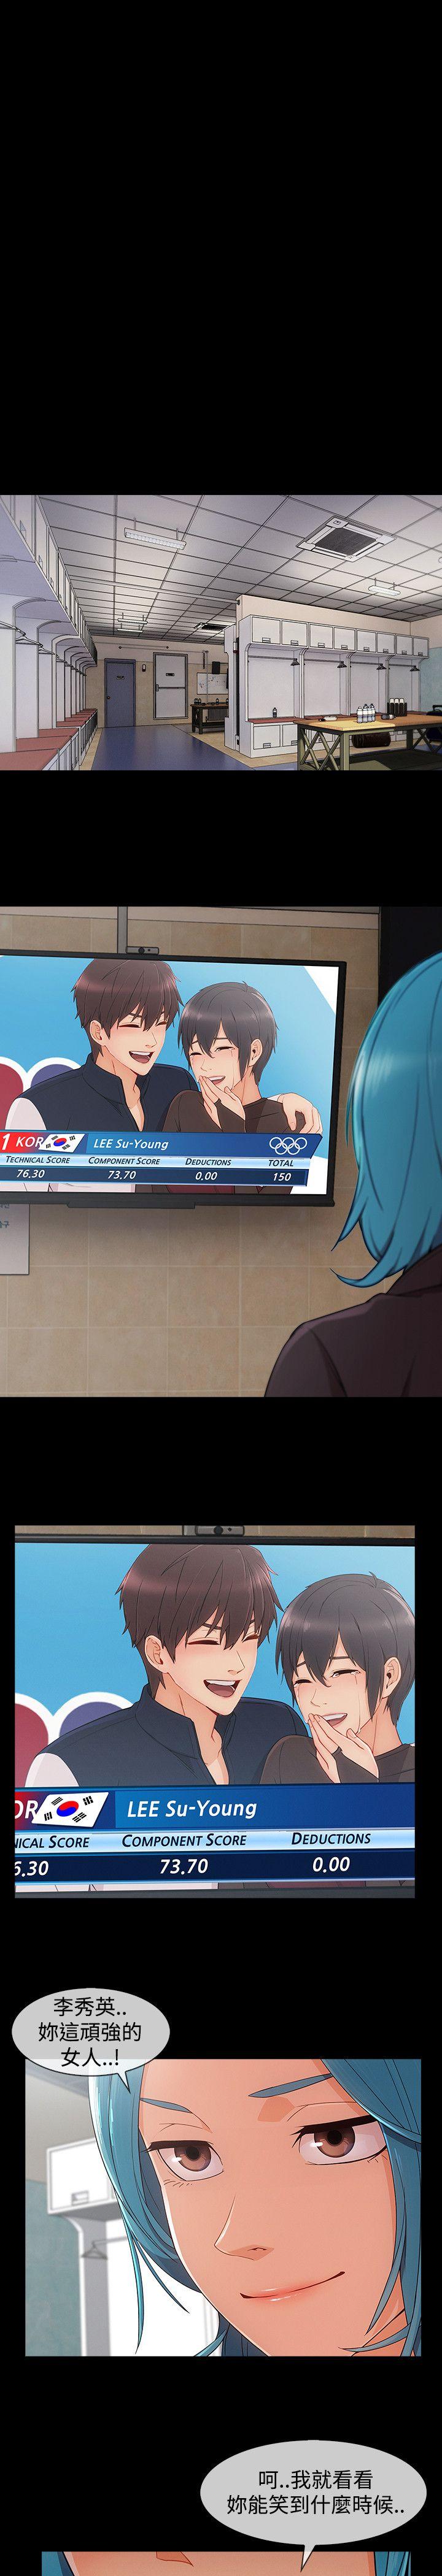 1 KOR LEE Su-Young
TECHNICAL SCORE COMPONENT SCORE DEDUCTIONS TOTAL
76.30 73.70 0.00 150
OR LEE Su-Young
NICAL SCORE COMPONENT SCORE DEDUCTIONS
6.30 73.70 0.00
李秀英..
妳這頑強的
女人..!
呵..我就看看
妳能笑到什麼時候..